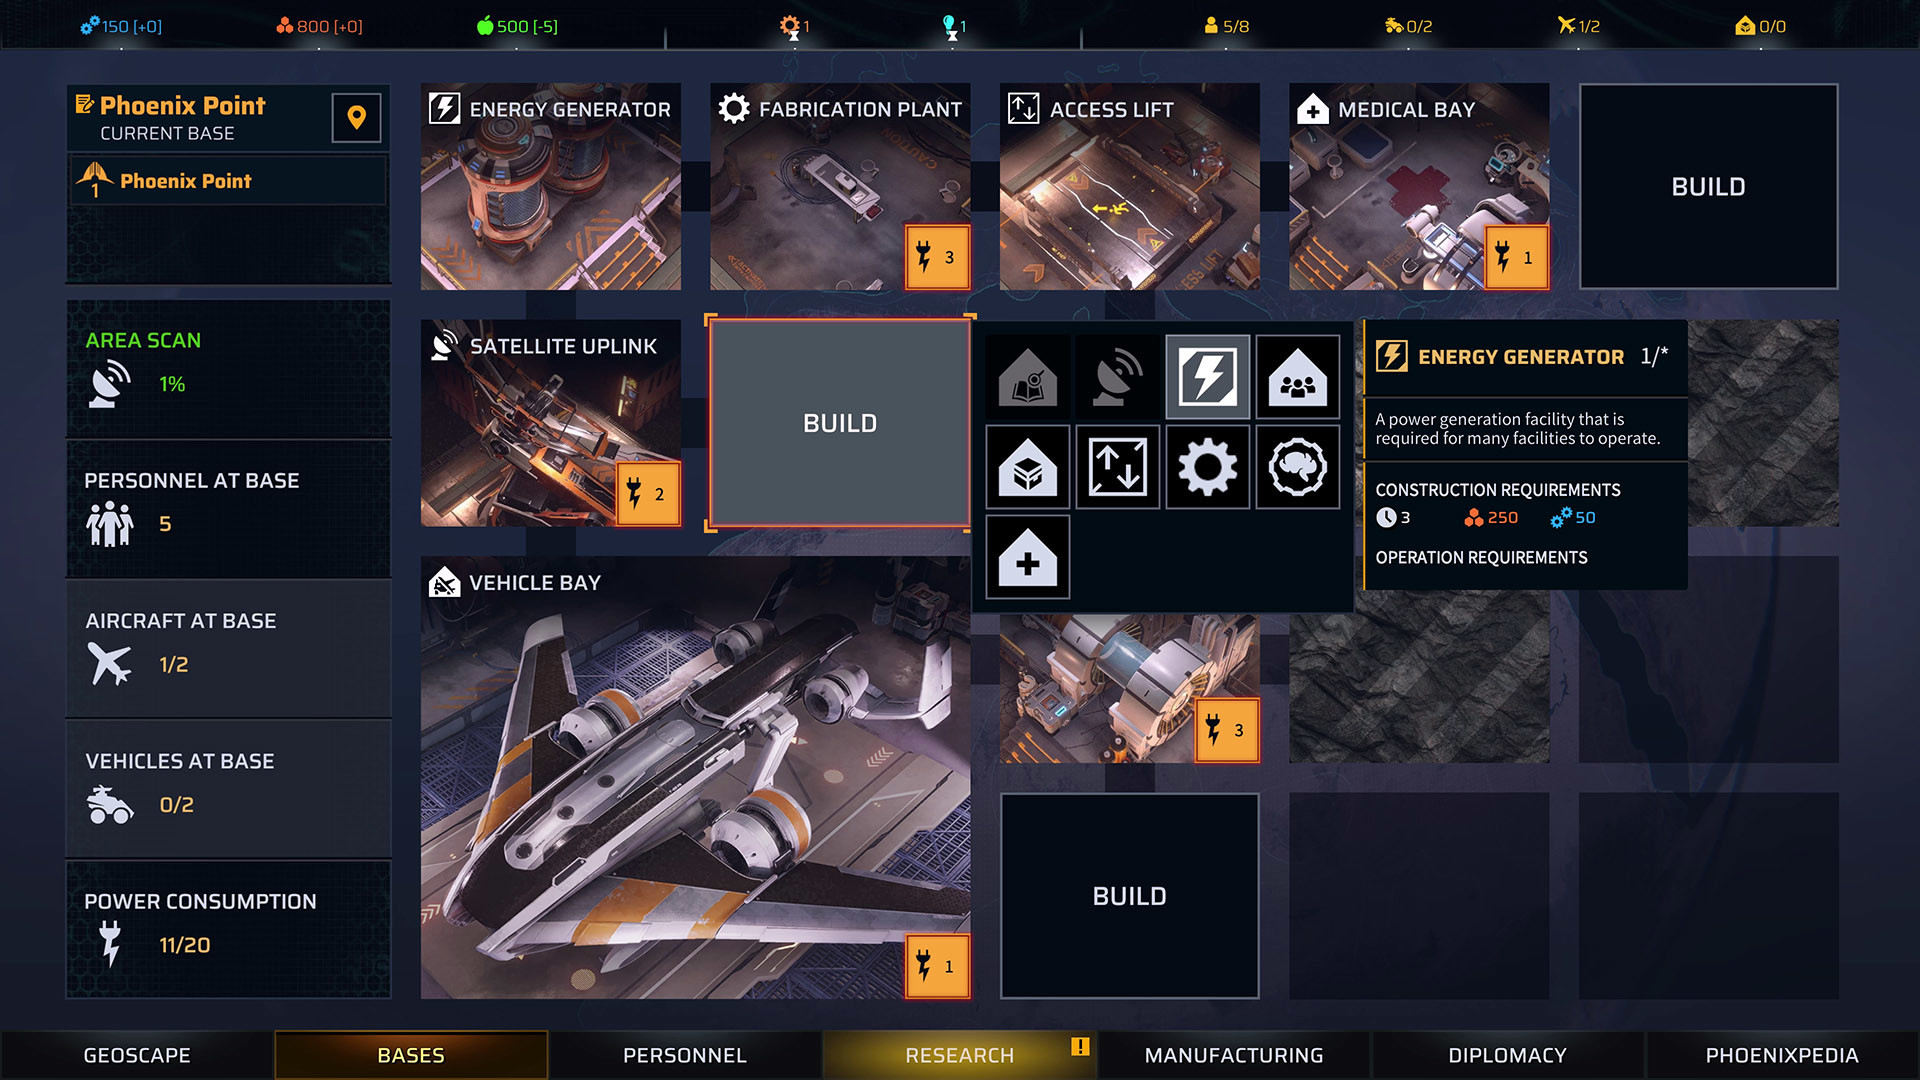 150 [+0]
800 [+0]
500 [-5]
1
1
5/8
0/2
1/2
0/0
Phoenix Point
CURRENT BASE
1
Phoenix Point
AREA SCAN
1%
PERSONNEL AT BASE
5
AIRCRAFT AT BASE
1/2
VEHICLES AT BASE
0/2
POWER CONSUMPTION
11/20
ENERGY GENERATOR
FABRICATION PLANT
3
ACCESS LIFT
MEDICAL BAY
1
BUILD
SATELLITE UPLINK
2
BUILD
ENERGY GENERATOR 1/*
A power generation facility that is
required for many facilities to operate.
CONSTRUCTION REQUIREMENTS
3 250 50
OPERATION REQUIREMENTS
VEHICLE BAY
1
3
BUILD
GEOSCAPE
BASES
PERSONNEL
RESEARCH
!
MANUFACTURING
DIPLOMACY
PHOENIXPEDIA